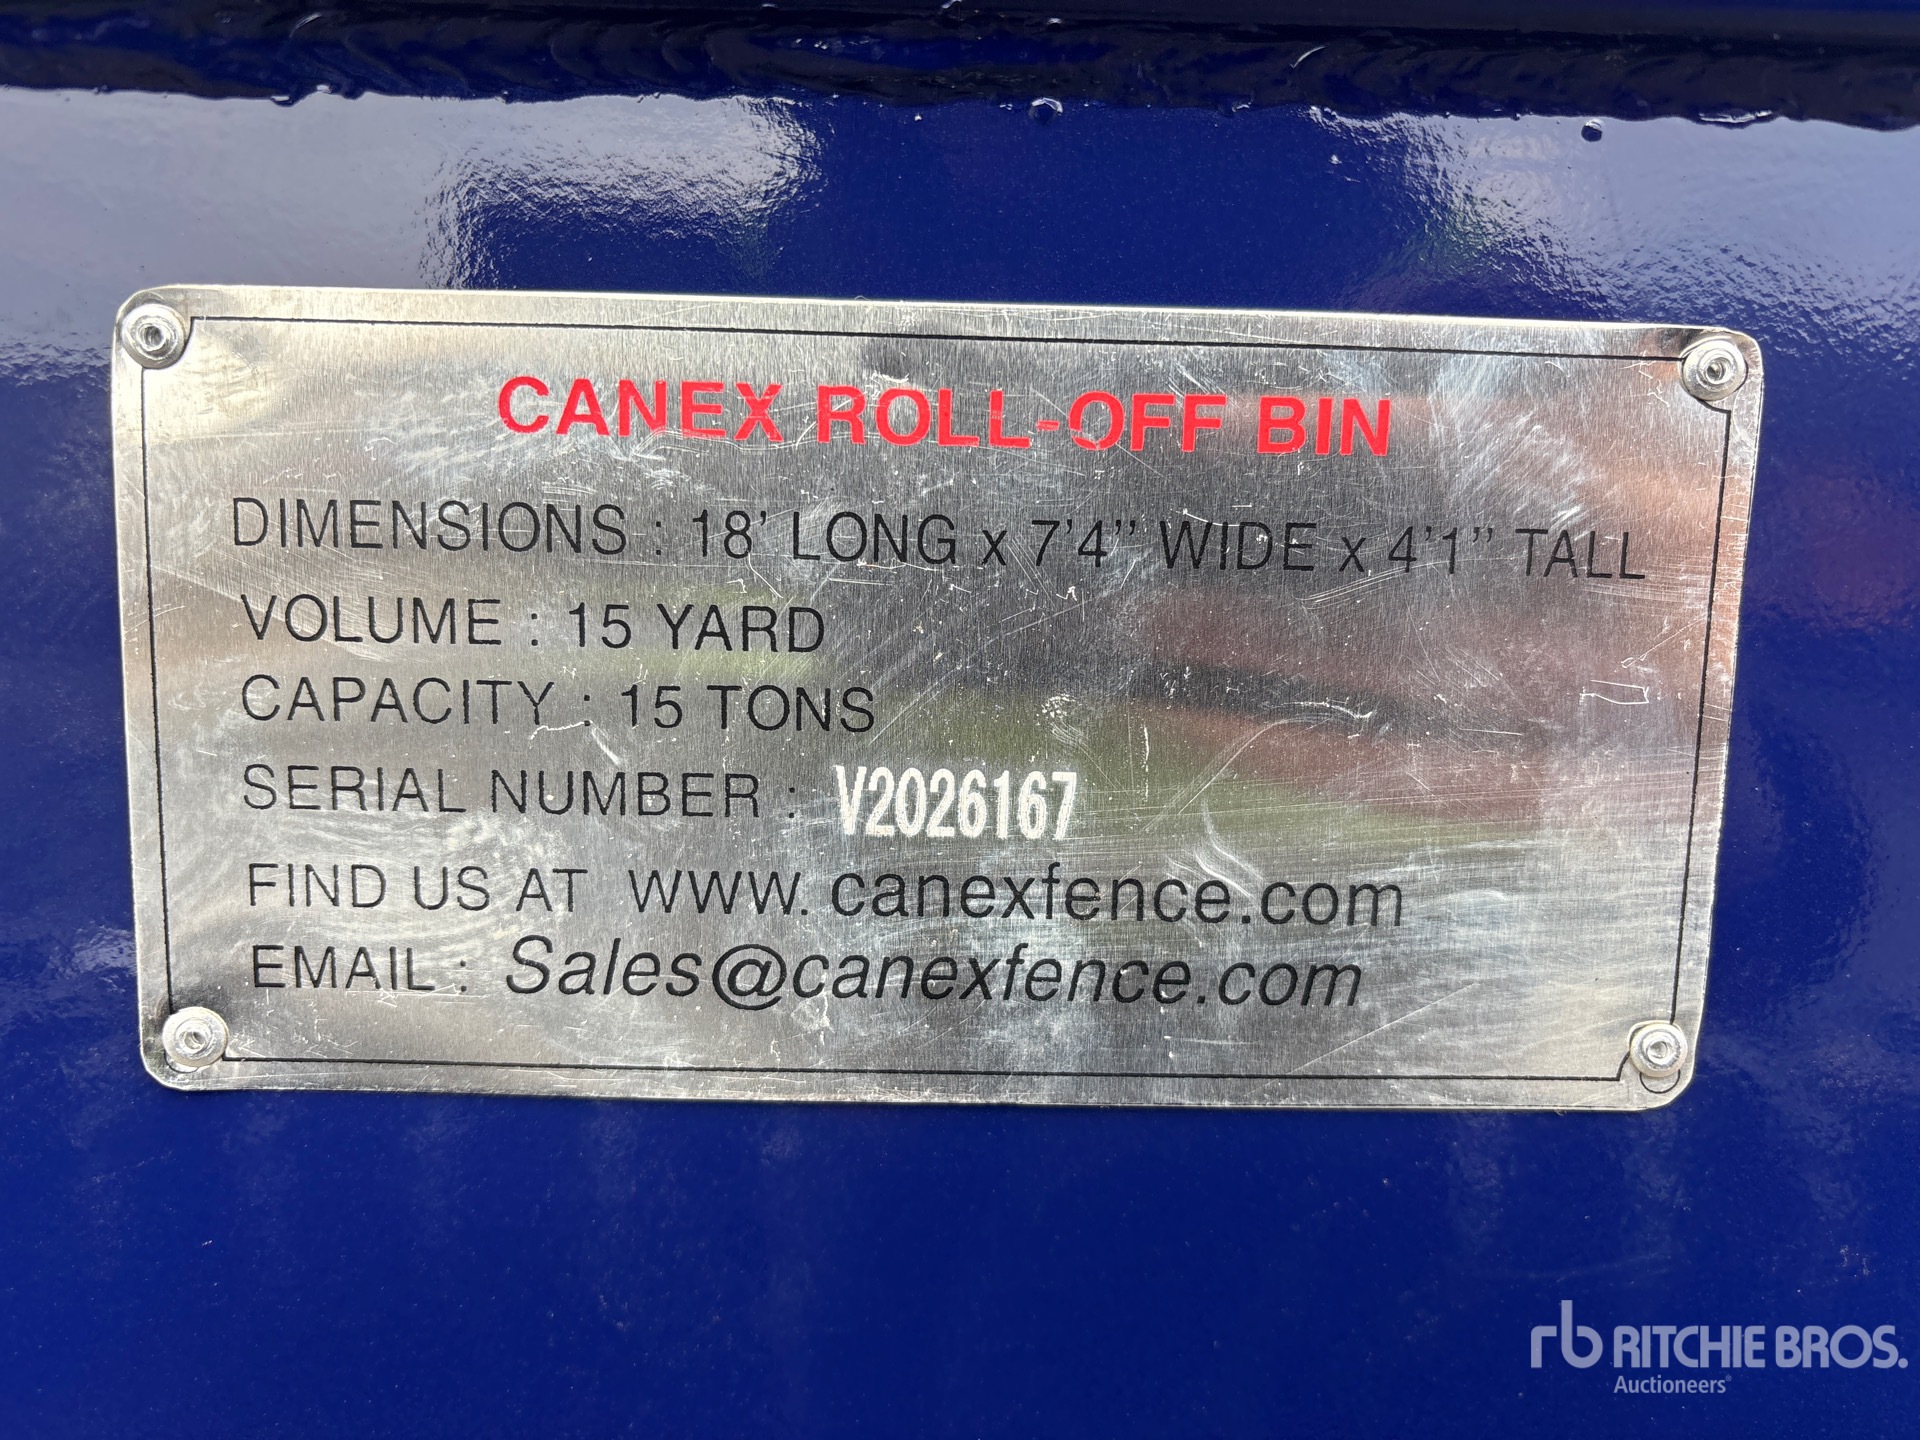 CANEX ROLL-OFF BIN
DIMENSIONS : 18' LONG x 7'4'' WIDE x 4'1'' TALL
VOLUME : 15 YARD
CAPACITY : 15 TONS
SERIAL NUMBER : V2026167
FIND US AT WWW. canexfence.com
EMAIL : Sales@canexfence.com
rb RITCHIE BROS.
Auctioneers